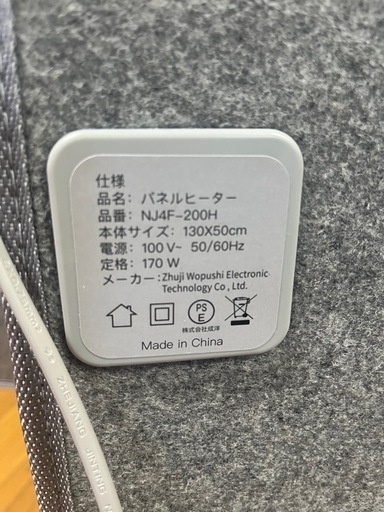 仕様
品名: パネルヒーター
品番: NJ4F-200H
本体サイズ: 130X50cm
電源: 100 V~ 50/60Hz
定格: 170 W
メーカー: Zhuji Wopushi Electronic
Technology Co , Ltd.
PS
E
株式会社成洋
Made in China
ZHEJIANG JINTING